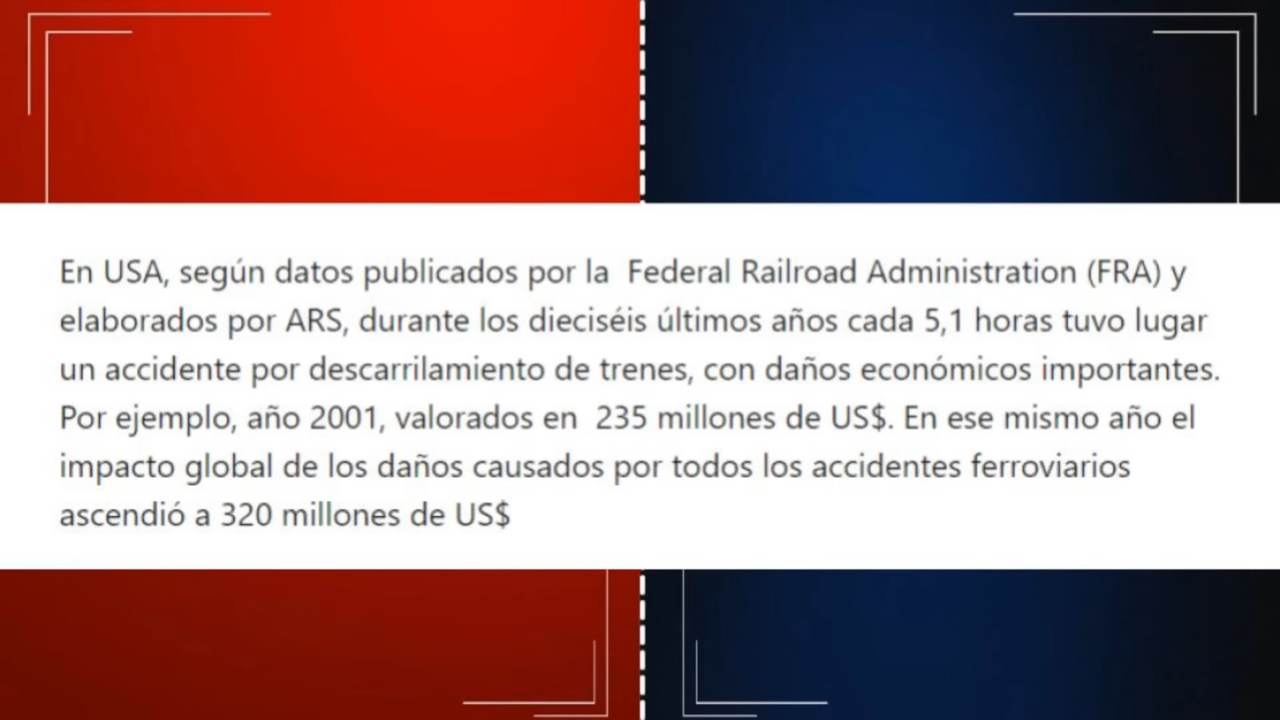 En USA, según datos publicados por la  Federal Railroad Administration (FRA) y
elaborados por ARS, durante los dieciséis últimos años cada 5,1 horas tuvo lugar
un accidente por descarrilamiento de trenes, con daños económicos importantes.
Por ejemplo, año 2001, valorados en  235 millones de US$. En ese mismo año el
impacto global de los daños causados por todos los accidentes ferroviarios
ascendió a 320 millones de US$